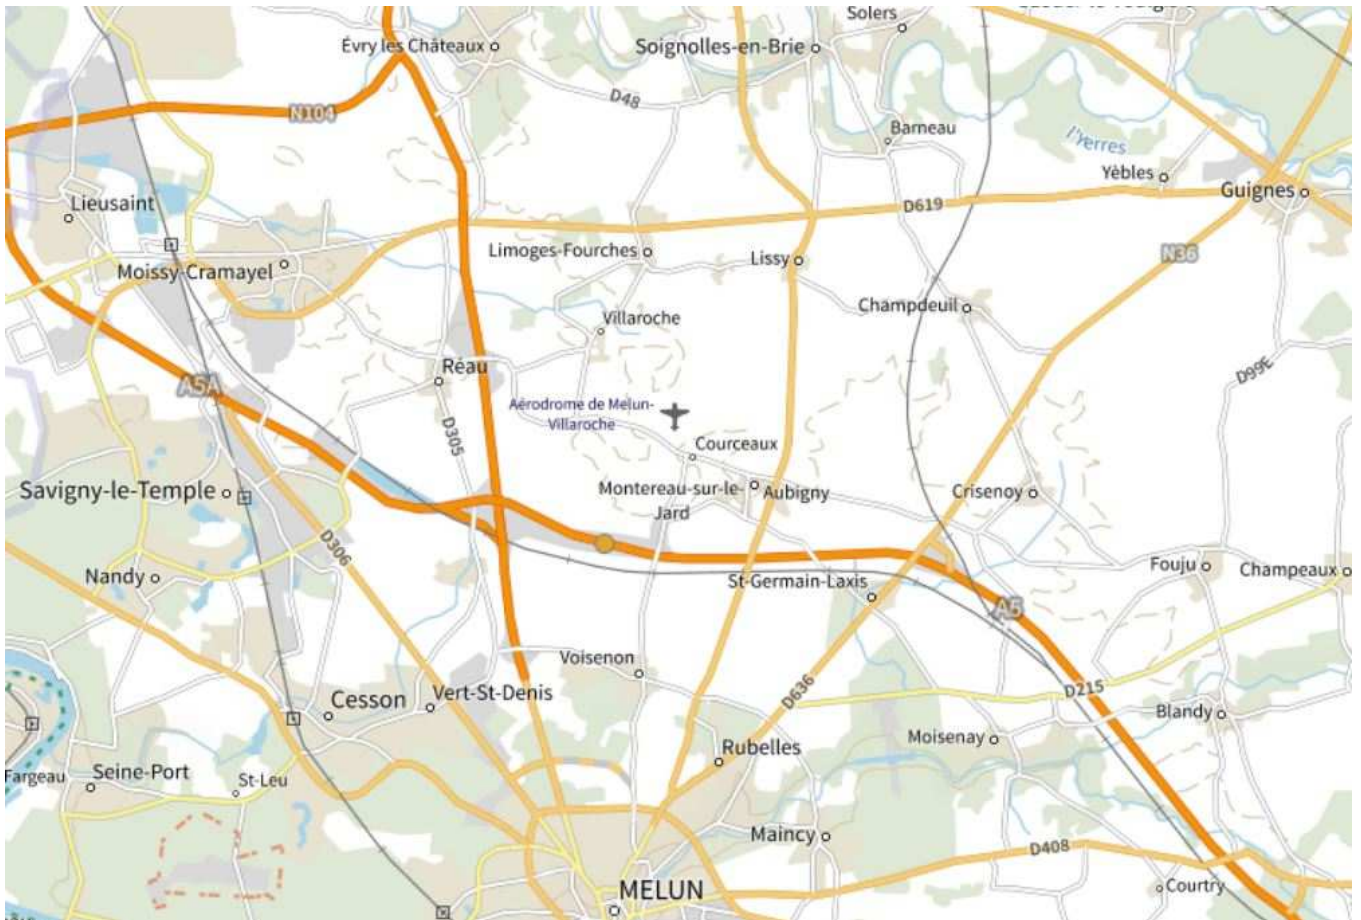 Solers
Évry les Châteaux
Soignolles-en-Brie
D48
N104
Barneau
l'Yerres
Yèbles
Guignes
Lieusaint
D619
Limoges-Fourches
Lissy
N36
Moissy-Cramayel
Champdeuil
Villaroche
Réau
D99E
A5A
Aérodrome de Melun-
Villaroche
D305
Courceaux
Savigny-le-Temple
Montereau-sur-le-
Jard
Aubigny
Crisenoy
D306
Nandy
St-Germain-Laxis
Fouju
Champeaux
A5
Voisenon
D636
D215
Cesson
Vert-St-Denis
Blandy
Moisenay
Rubelles
Fargeau
Seine-Port
St-Leu
Maincy
D408
MELUN
Courtry